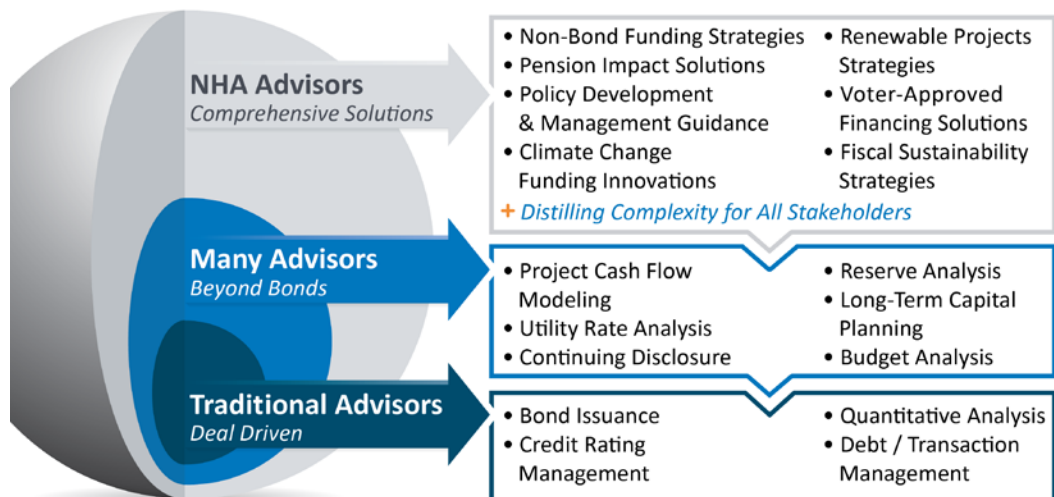 NHA Advisors
Comprehensive Solutions
• Non-Bond Funding Strategies
• Pension Impact Solutions
• Policy Development
& Management Guidance
• Climate Change
Funding Innovations
• Renewable Projects
Strategies
• Voter-Approved
Financing Solutions
• Fiscal Sustainability
Strategies
+ Distilling Complexity for All Stakeholders
Many Advisors
Beyond Bonds
• Project Cash Flow
Modeling
• Utility Rate Analysis
• Continuing Disclosure
• Reserve Analysis
• Long-Term Capital
Planning
• Budget Analysis
Traditional Advisors
Deal Driven
• Bond Issuance
• Credit Rating
Management
• Quantitative Analysis
• Debt / Transaction
Management